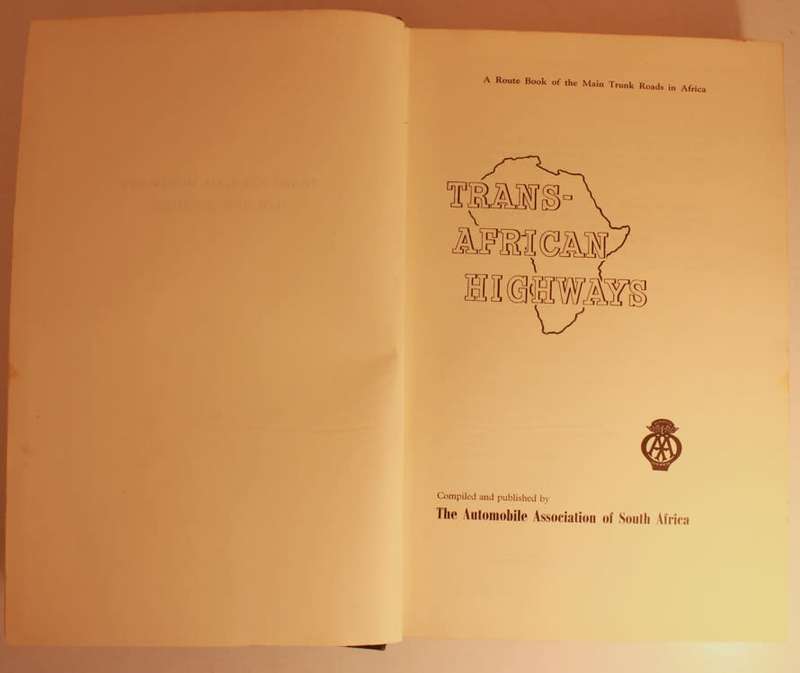 A Route Book of the Main Trunk Roads in Africa
TRANS-
AFRICAN
HIGHWAYS
AA
Compiled and published by
The Automobile Association of South Africa